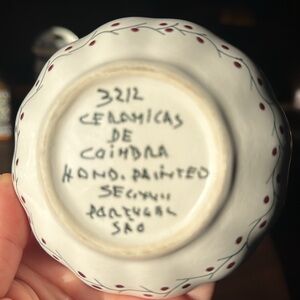 3212
CERAMICAS
DE
COIMBRA
HAND. PAINTED
SEC.XVII
PORTUGAL
SAO